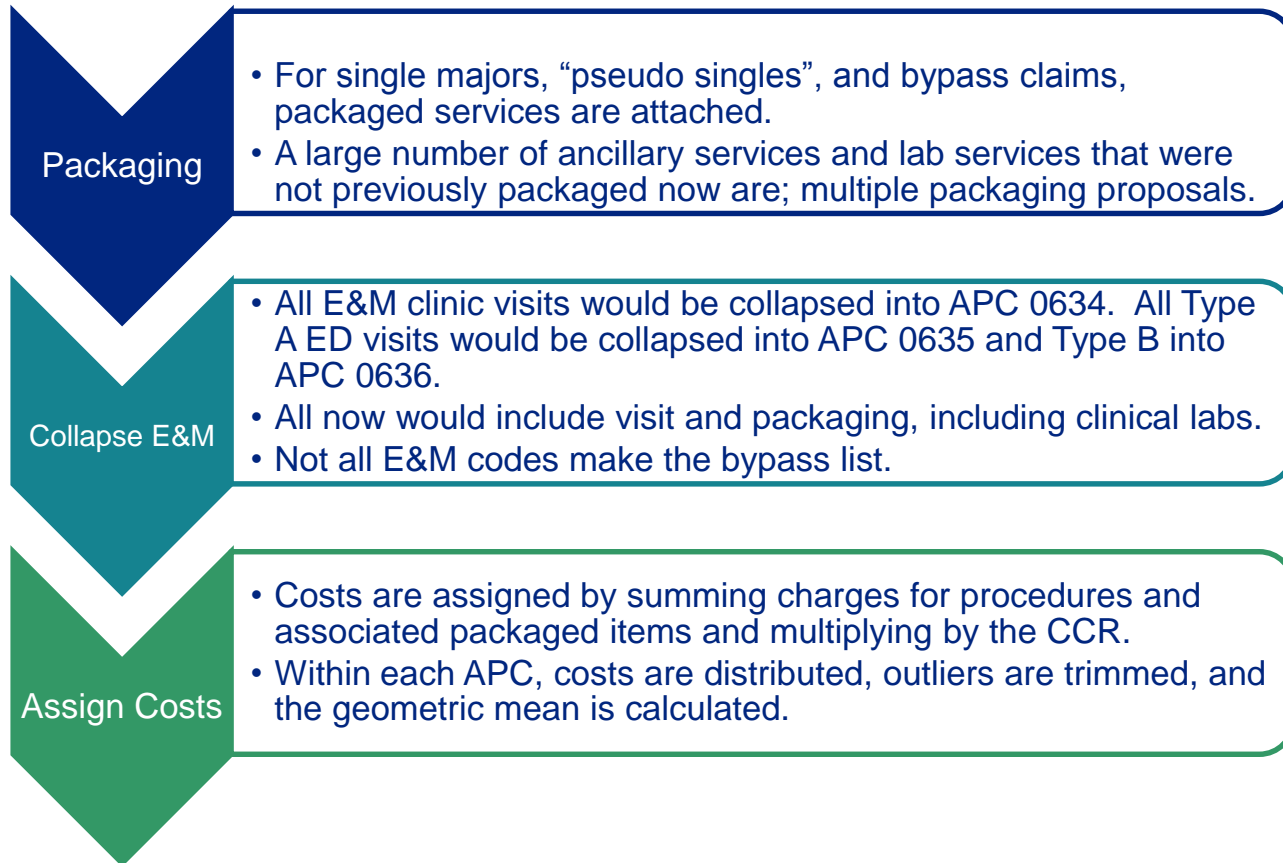 Packaging
• For single majors, “pseudo singles”, and bypass claims,
packaged services are attached.
• A large number of ancillary services and lab services that were
not previously packaged now are; multiple packaging proposals.
Collapse E&M
• All E&M clinic visits would be collapsed into APC 0634.  All Type
A ED visits would be collapsed into APC 0635 and Type B into
APC 0636.
• All now would include visit and packaging, including clinical labs.
• Not all E&M codes make the bypass list.
Assign Costs
• Costs are assigned by summing charges for procedures and
associated packaged items and multiplying by the CCR.
• Within each APC, costs are distributed, outliers are trimmed, and
the geometric mean is calculated.